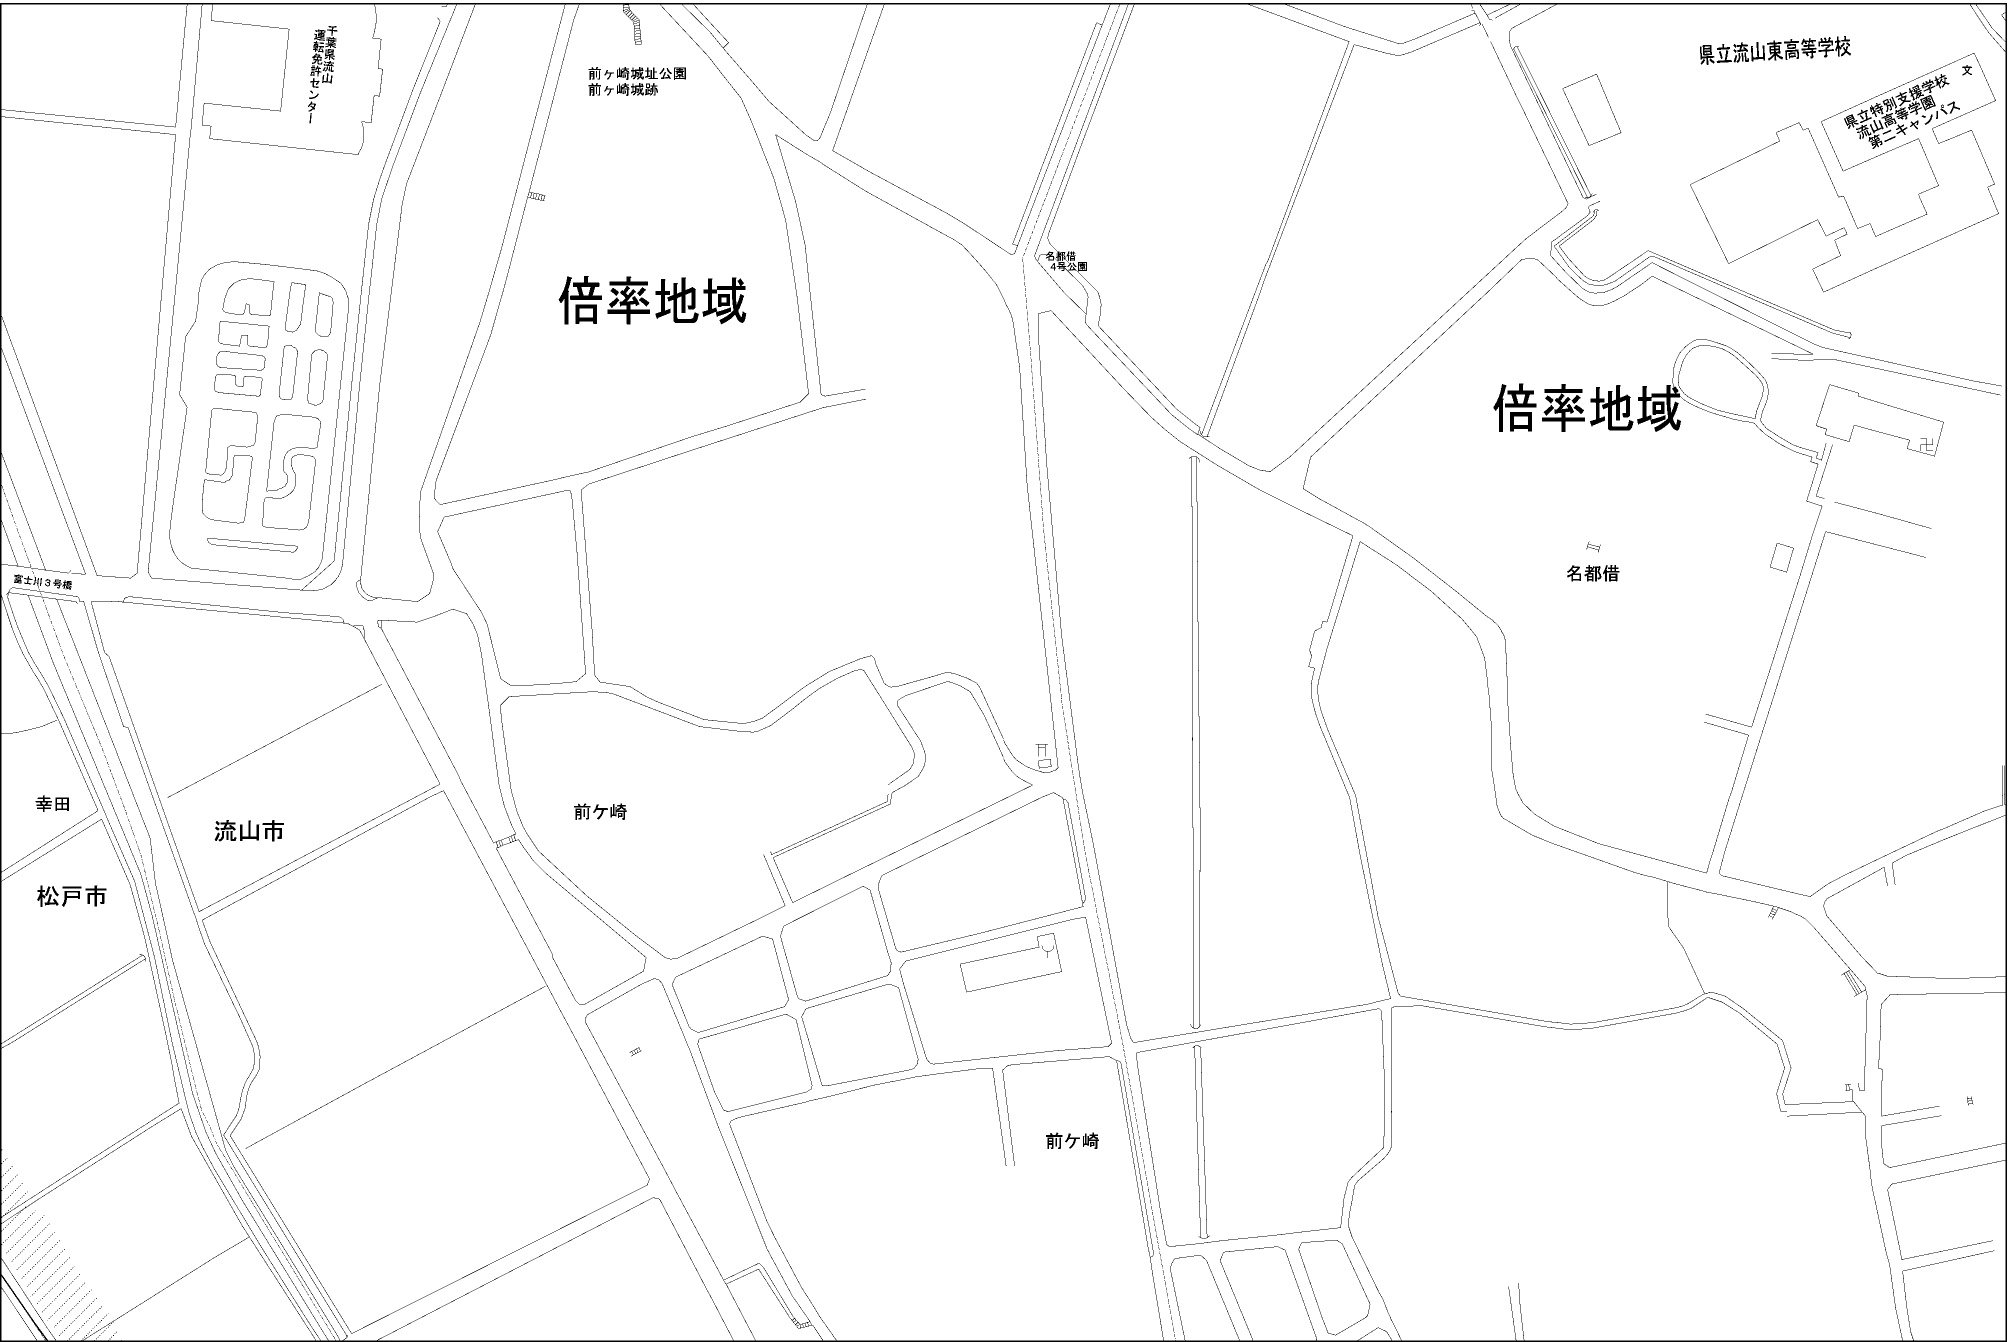 千葉県流山
運転免許センター
前ヶ崎城址公園
前ヶ崎城跡
県立流山東高等学校
文
県立特別支援学校
流山高等学園
第二キャンパス
名都借
4号公園
倍率地域
倍率地域
名都借
富士川3号橋
幸田
流山市
前ケ崎
松戸市
前ケ崎